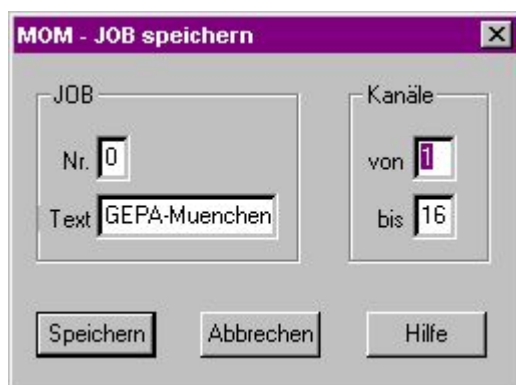 MOM - JOB speichern
JOB
Nr. 0
Text GEPA-Muenchen
Kanäle
von 1
bis 16
Speichern Abbrechen Hilfe